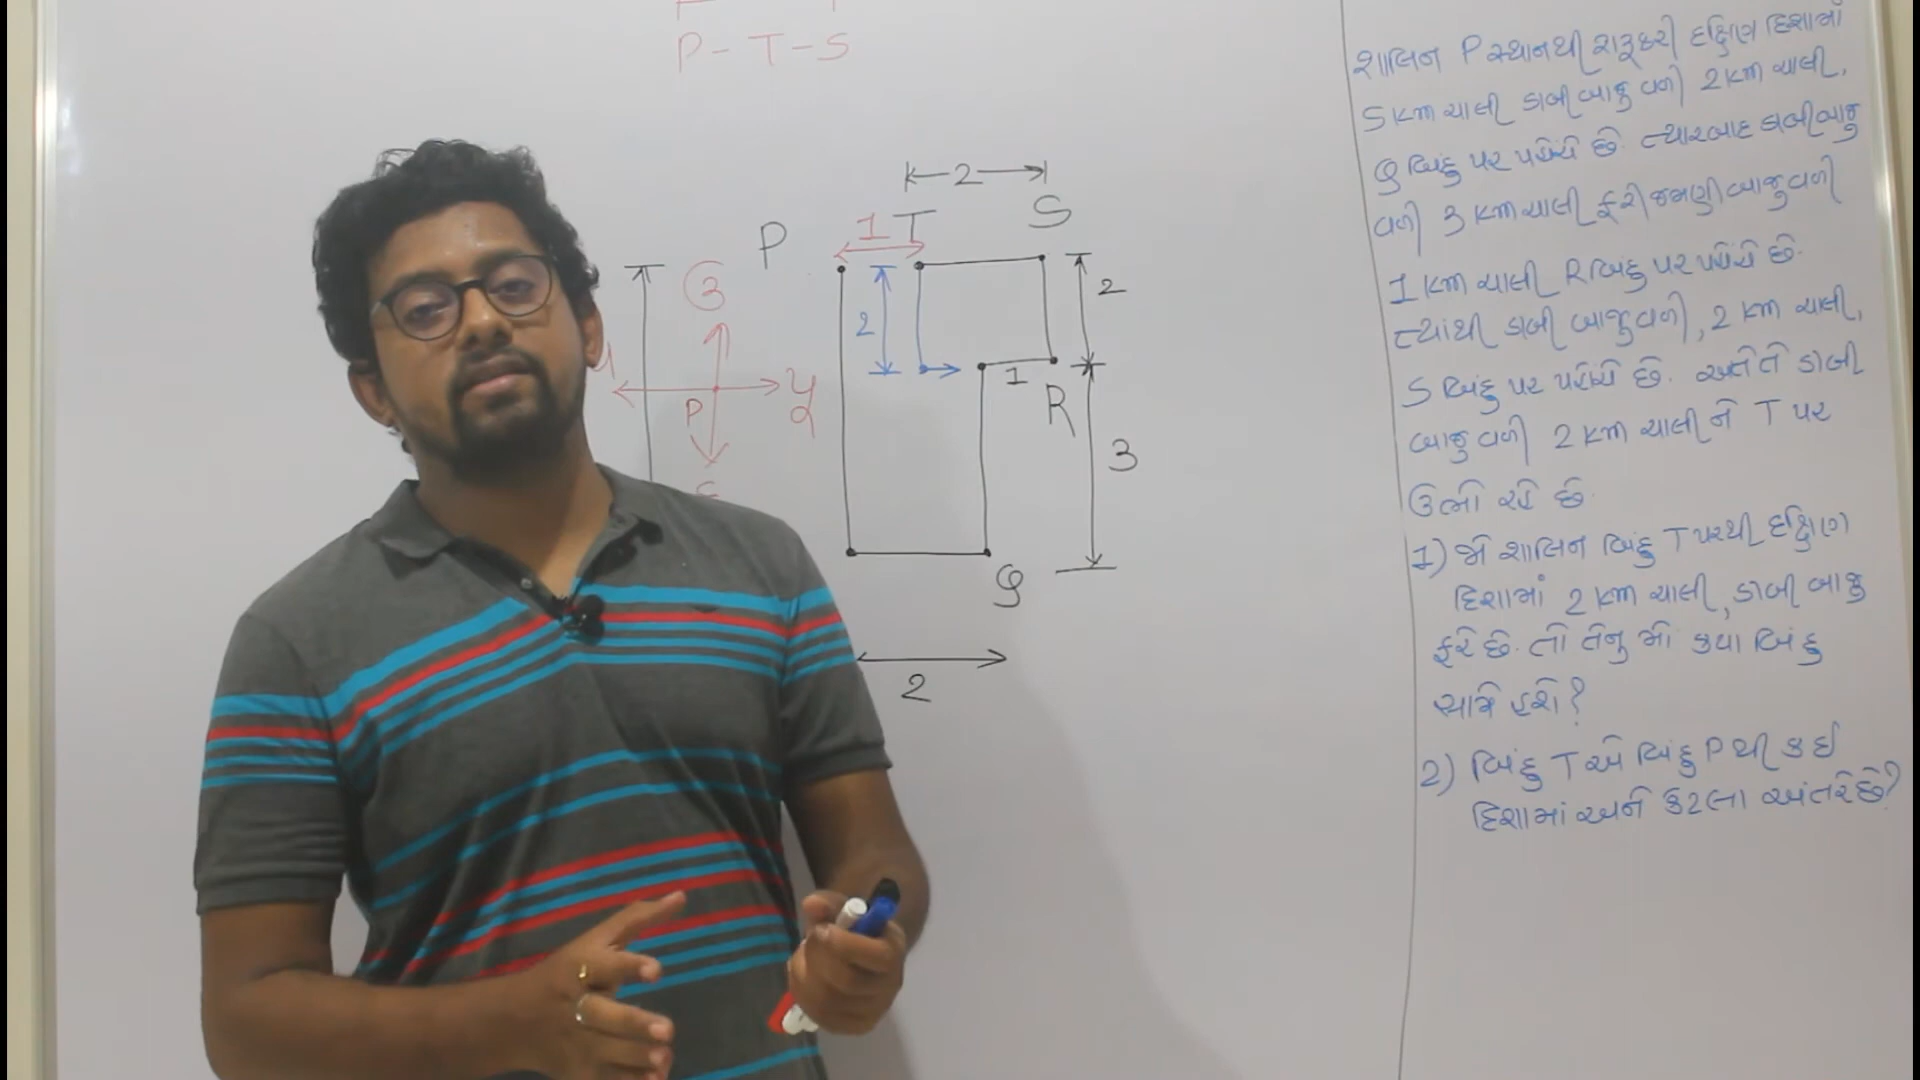 P - T - S
2
1 T
S
P
ઉ
2
2
પૂ
1
P
R
3
Q
2
શાલિન P સ્થાનથી શરૂકરી દક્ષિણ દિશામાં
5 km ચાલી ડાબી બાજુ વળી 2 km ચાલી,
Q બિંદુ પર પહોંચે છે. ત્યારબાદ ડાબી બાજુ
વળી 3 km ચાલી ફરી જમણી બાજુ વળી
1 km ચાલી R બિંદુ પર પહોંચે છે.
ત્યાંથી ડાબી બાજુ વળી, 2 km ચાલી,
S બિંદુ પર પહોંચે છે. અને તે ડાબી
બાજુ વળી 2 km ચાલી ને T પર
ઉભો રહે છે.
1) જો શાલિન બિંદુ T પરથી દક્ષિણ
દિશામાં 2 km ચાલી, ડાબી બાજુ
ફરે છે. તો તેનુ મો કયા બિંદુ
સામે હશે?
2) બિંદુ T એ બિંદુ P થી કઇ
દિશામાં અને કેટલા અંતરે છે?